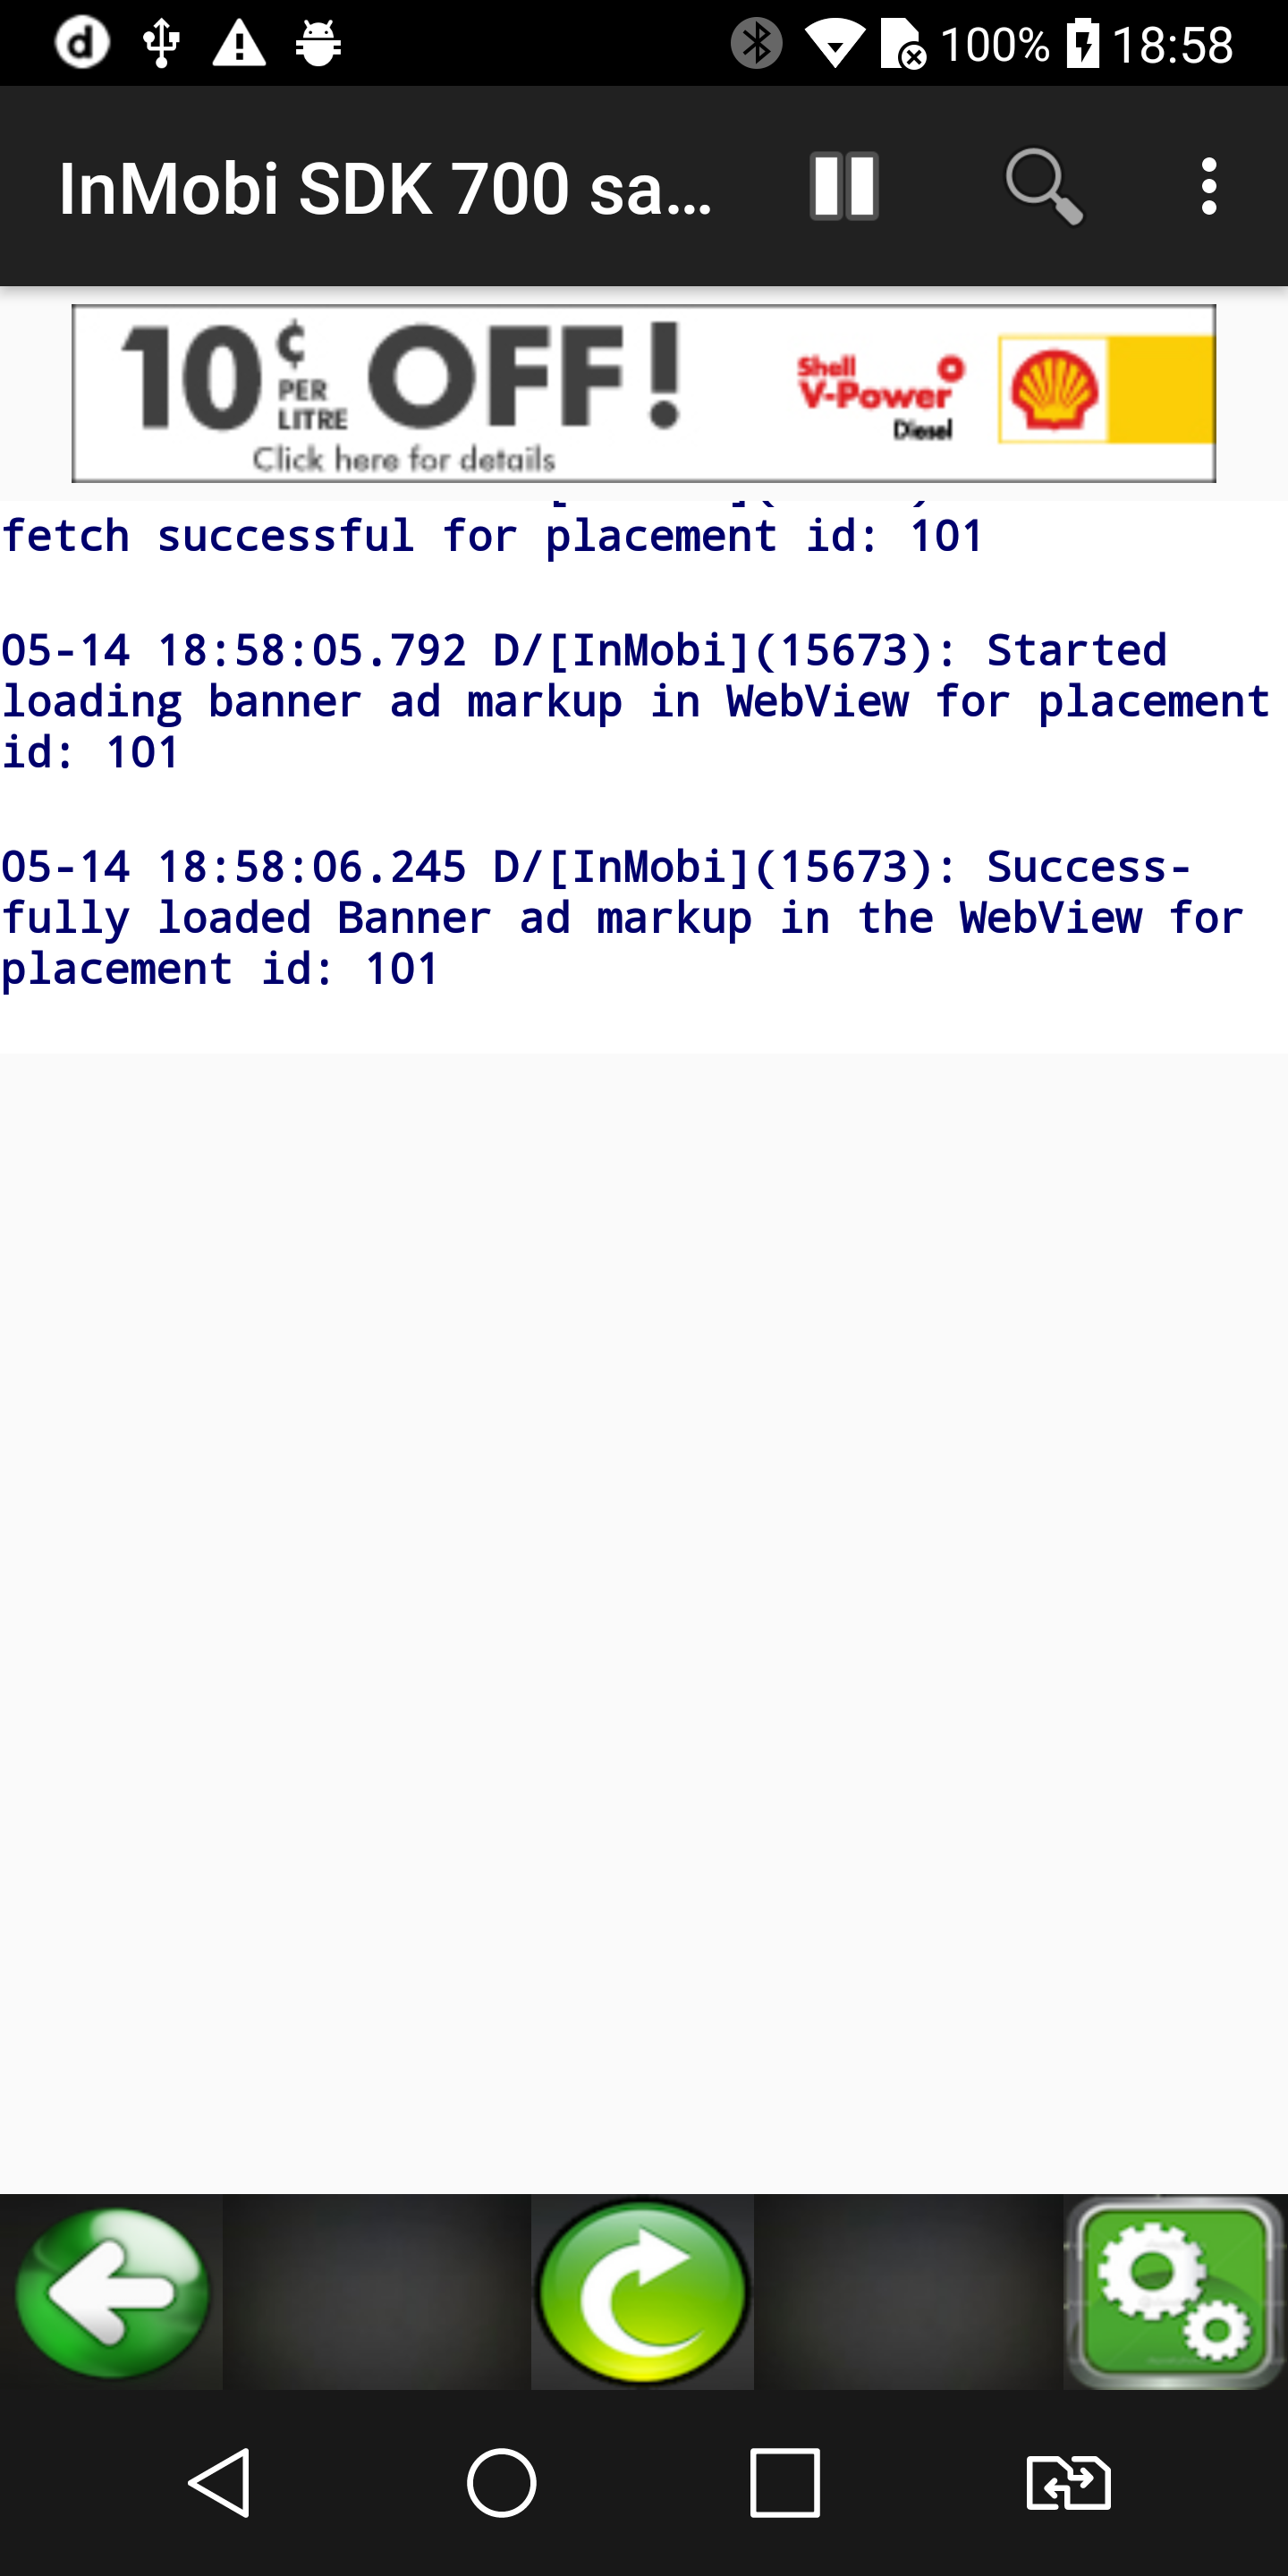 100% 18:58
InMobi SDK 700 sa...
10¢ PER LITRE OFF!
Click here for details
Shell
V-Power
Diesel
fetch successful for placement id: 101
05-14 18:58:05.792 D/[InMobi](15673): Started
loading banner ad markup in WebView for placement
id: 101
05-14 18:58:06.245 D/[InMobi](15673): Success-
fully loaded Banner ad markup in the WebView for
placement id: 101